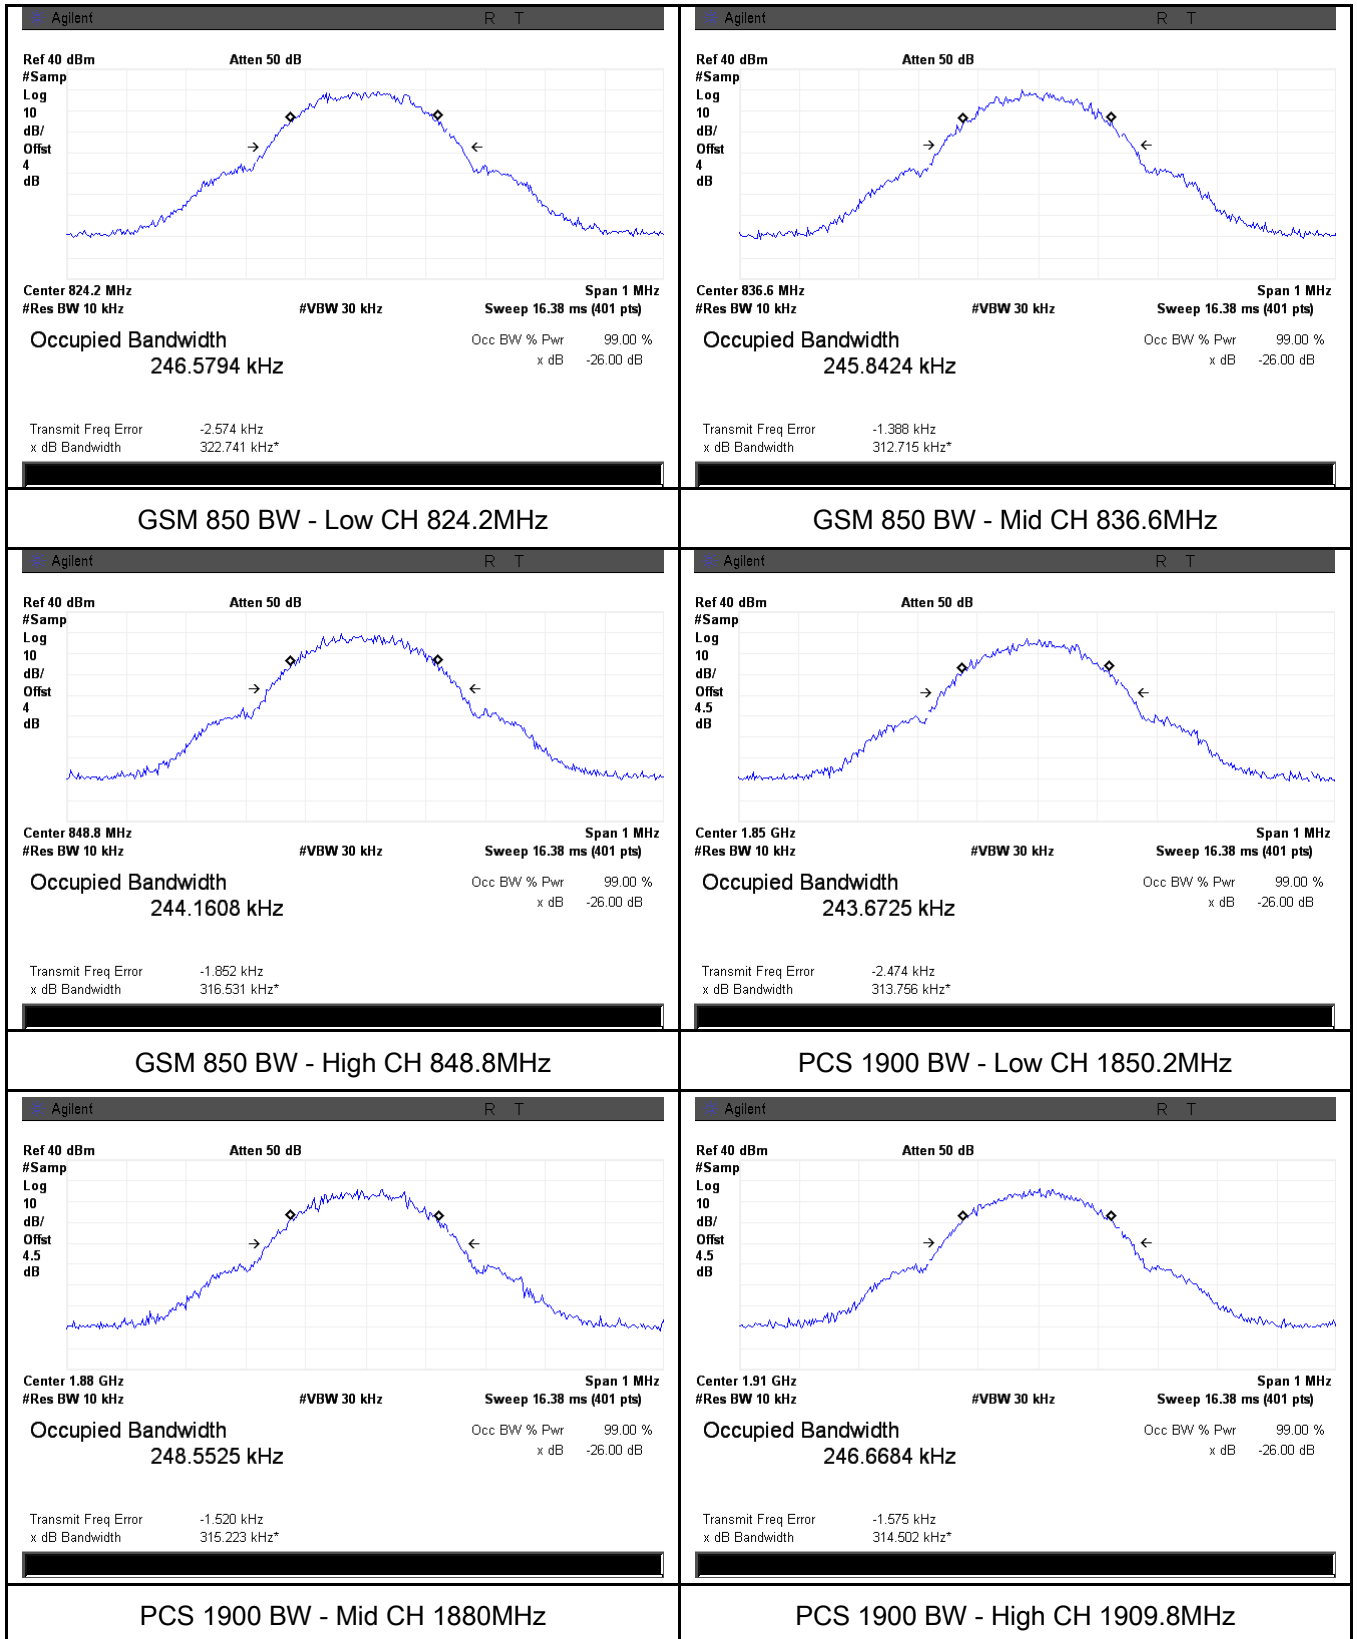 Agilent R T
Ref 40 dBm Atten 50 dB
#Samp
Log
10
dB/
Offst
4
dB
Center 824.2 MHz Span 1 MHz
#Res BW 10 kHz #VBW 30 kHz Sweep 16.38 ms (401 pts)
Occupied Bandwidth Occ BW % Pwr 99.00 %
246.5794 kHz x dB -26.00 dB
Transmit Freq Error -2.574 kHz
x dB Bandwidth 322.741 kHz*
GSM 850 BW - Low CH 824.2MHz
Agilent R T
Ref 40 dBm Atten 50 dB
#Samp
Log
10
dB/
Offst
4
dB
Center 836.6 MHz Span 1 MHz
#Res BW 10 kHz #VBW 30 kHz Sweep 16.38 ms (401 pts)
Occupied Bandwidth Occ BW % Pwr 99.00 %
245.8424 kHz x dB -26.00 dB
Transmit Freq Error -1.388 kHz
x dB Bandwidth 312.715 kHz*
GSM 850 BW - Mid CH 836.6MHz
Agilent R T
Ref 40 dBm Atten 50 dB
#Samp
Log
10
dB/
Offst
4
dB
Center 848.8 MHz Span 1 MHz
#Res BW 10 kHz #VBW 30 kHz Sweep 16.38 ms (401 pts)
Occupied Bandwidth Occ BW % Pwr 99.00 %
244.1608 kHz x dB -26.00 dB
Transmit Freq Error -1.852 kHz
x dB Bandwidth 316.531 kHz*
GSM 850 BW - High CH 848.8MHz
Agilent R T
Ref 40 dBm Atten 50 dB
#Samp
Log
10
dB/
Offst
4.5
dB
Center 1.85 GHz Span 1 MHz
#Res BW 10 kHz #VBW 30 kHz Sweep 16.38 ms (401 pts)
Occupied Bandwidth Occ BW % Pwr 99.00 %
243.6725 kHz x dB -26.00 dB
Transmit Freq Error -2.474 kHz
x dB Bandwidth 313.756 kHz*
PCS 1900 BW - Low CH 1850.2MHz
Agilent R T
Ref 40 dBm Atten 50 dB
#Samp
Log
10
dB/
Offst
4.5
dB
Center 1.88 GHz Span 1 MHz
#Res BW 10 kHz #VBW 30 kHz Sweep 16.38 ms (401 pts)
Occupied Bandwidth Occ BW % Pwr 99.00 %
248.5525 kHz x dB -26.00 dB
Transmit Freq Error -1.520 kHz
x dB Bandwidth 315.223 kHz*
PCS 1900 BW - Mid CH 1880MHz
Agilent R T
Ref 40 dBm Atten 50 dB
#Samp
Log
10
dB/
Offst
4.5
dB
Center 1.91 GHz Span 1 MHz
#Res BW 10 kHz #VBW 30 kHz Sweep 16.38 ms (401 pts)
Occupied Bandwidth Occ BW % Pwr 99.00 %
246.6684 kHz x dB -26.00 dB
Transmit Freq Error -1.575 kHz
x dB Bandwidth 314.502 kHz*
PCS 1900 BW - High CH 1909.8MHz